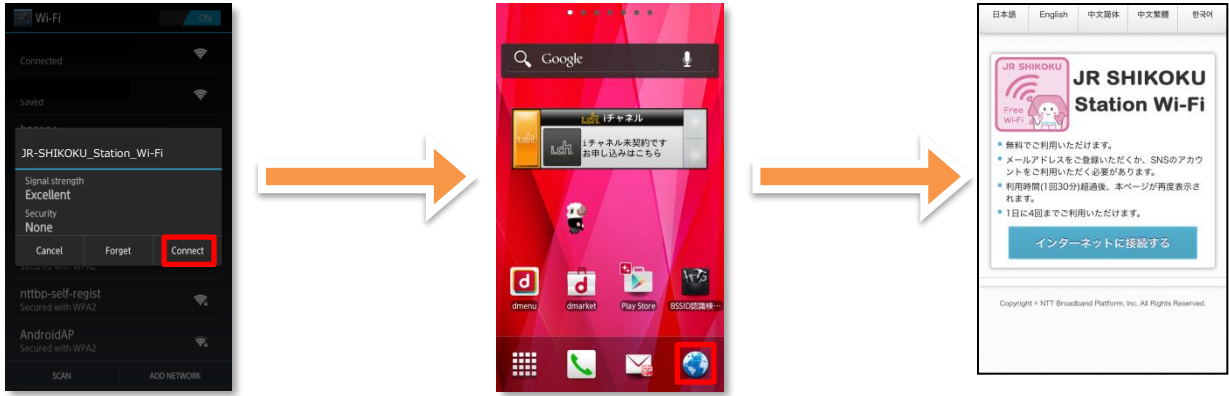 Wi-Fi
ON
Connected
Saved
JR-SHIKOKU_Station_Wi-Fi
Signal strength
Excellent
Security
None
Cancel Forget Connect
Secured with WPA2
nttbp-self-regist
Secured with WPA2
AndroidAP
Secured with WPA2
SCAN ADD NETWORK
Google
i.ch iチャネル
i.ch
iチャネル未契約です
お申し込みはこちら
dmenu dmarket Play Store BSSID認識検…
日本語 English 中文简体 中文繁體 한국어
JR SHIKOKU
Free
Wi-Fi
JR SHIKOKU
Station Wi-Fi
無料でご利用いただけます。
メールアドレスをご登録いただくか、SNSのアカウ
ントをご利用いただく必要があります。
利用時間(1回30分)超過後、本ページが再度表示さ
れます。
1日に4回までご利用いただけます。
インターネットに接続する
Copyright © NTT Broadband Platform, Inc. All Rights Reserved.